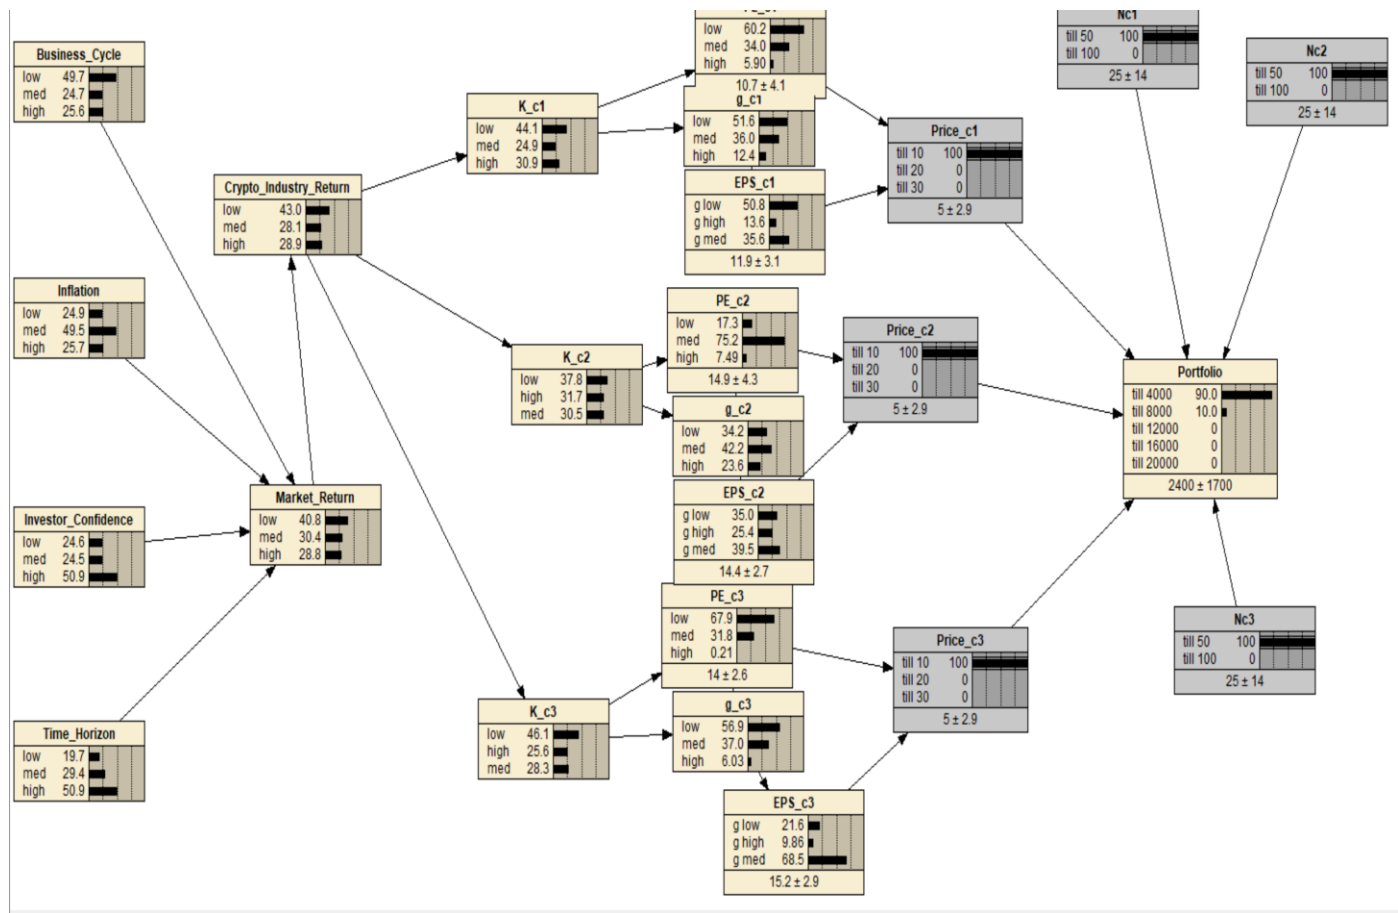 Business_Cycle
low 49.7
med 24.7
high 25.6
Inflation
low 24.9
med 49.5
high 25.7
Investor_Confidence
low 24.6
med 24.5
high 50.9
Time_Horizon
low 19.7
med 29.4
high 50.9
Crypto_Industry_Return
low 43.0
med 28.1
high 28.9
Market_Return
low 40.8
med 30.4
high 28.8
K_c1
low 44.1
med 24.9
high 30.9
K_c2
low 37.8
high 31.7
med 30.5
K_c3
low 46.1
high 25.6
med 28.3
low 60.2
med 34.0
high 5.90
10.7 ± 4.1
g_c1
low 51.6
med 36.0
high 12.4
EPS_c1
g low 50.8
g high 13.6
g med 35.6
11.9 ± 3.1
PE_c2
low 17.3
med 75.2
high 7.49
14.9 ± 4.3
g_c2
low 34.2
med 42.2
high 23.6
EPS_c2
g low 35.0
g high 25.4
g med 39.5
14.4 ± 2.7
PE_c3
low 67.9
med 31.8
high 0.21
14 ± 2.6
g_c3
low 56.9
med 37.0
high 6.03
EPS_c3
g low 21.6
g high 9.86
g med 68.5
15.2 ± 2.9
Price_c1
till 10 100
till 20 0
till 30 0
5 ± 2.9
Price_c2
till 10 100
till 20 0
till 30 0
5 ± 2.9
Price_c3
till 10 100
till 20 0
till 30 0
5 ± 2.9
Nc1
till 50 100
till 100 0
25 ± 14
Nc2
till 50 100
till 100 0
25 ± 14
Portfolio
till 4000 90.0
till 8000 10.0
till 12000 0
till 16000 0
till 20000 0
2400 ± 1700
Nc3
till 50 100
till 100 0
25 ± 14